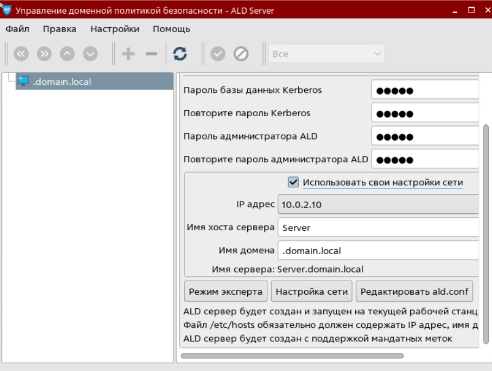 Управление доменной политикой безопасности – ALD Server
Файл Правка Настройки Помощь
Все
.domain.local
Пароль базы данных Kerberos
Повторите пароль Kerberos
Пароль администратора ALD
Повторите пароль администратора ALD
Использовать свои настройки сети
IP адрес 10.0.2.10
Имя хоста сервера Server
Имя домена .domain.local
Имя сервера: Server.domain.local
Режим эксперта Настройка сети Редактировать ald.conf
ALD сервер будет создан и запущен на текущей рабочей станц
Файл /etc/hosts обязательно должен содержать IP адрес, имя д
ALD сервер будет создан с поддержкой мандатных меток